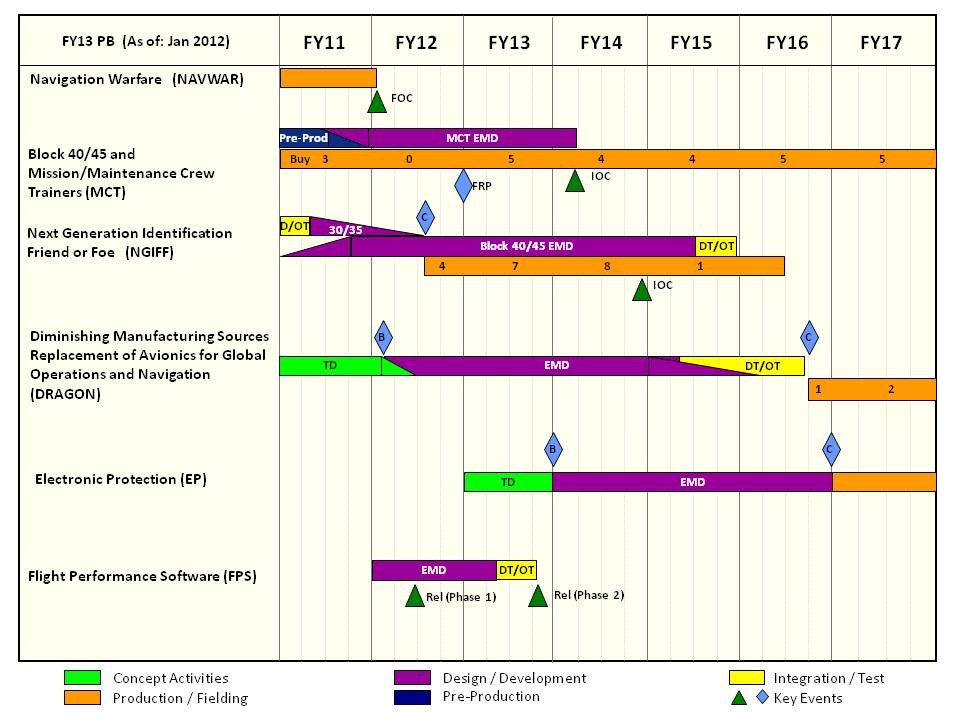 FY13 PB (As of: Jan 2012)
FY11
FY12
FY13
FY14
FY15
FY16
FY17
Navigation Warfare (NAVWAR)
FOC
Pre-Prod
MCT EMD
Block 40/45 and
Mission/Maintenance Crew
Trainers (MCT)
Buy 3 0 5 4 4 5 5
FRP
IOC
Next Generation Identification
Friend or Foe (NGIFF)
C
D/OT
30/35
Block 40/45 EMD
DT/OT
4 7 8 1
IOC
Diminishing Manufacturing Sources
Replacement of Avionics for Global
Operations and Navigation
(DRAGON)
B
C
TD
EMD
DT/OT
1 2
B
C
Electronic Protection (EP)
TD
EMD
Flight Performance Software (FPS)
EMD
DT/OT
Rel (Phase 1)
Rel (Phase 2)
Concept Activities
Design / Development
Integration / Test
Production / Fielding
Pre-Production
Key Events